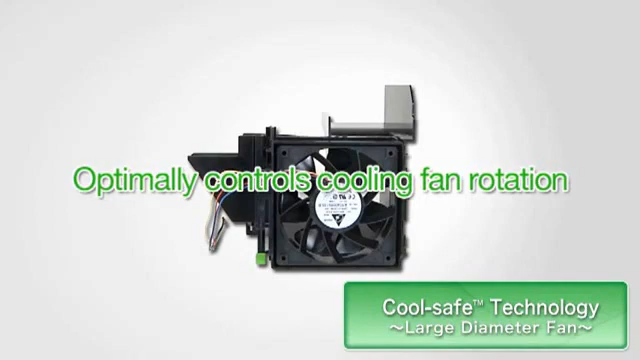 Optimally controls cooling fan rotation
Cool-safe™ Technology
～Large Diameter Fan～